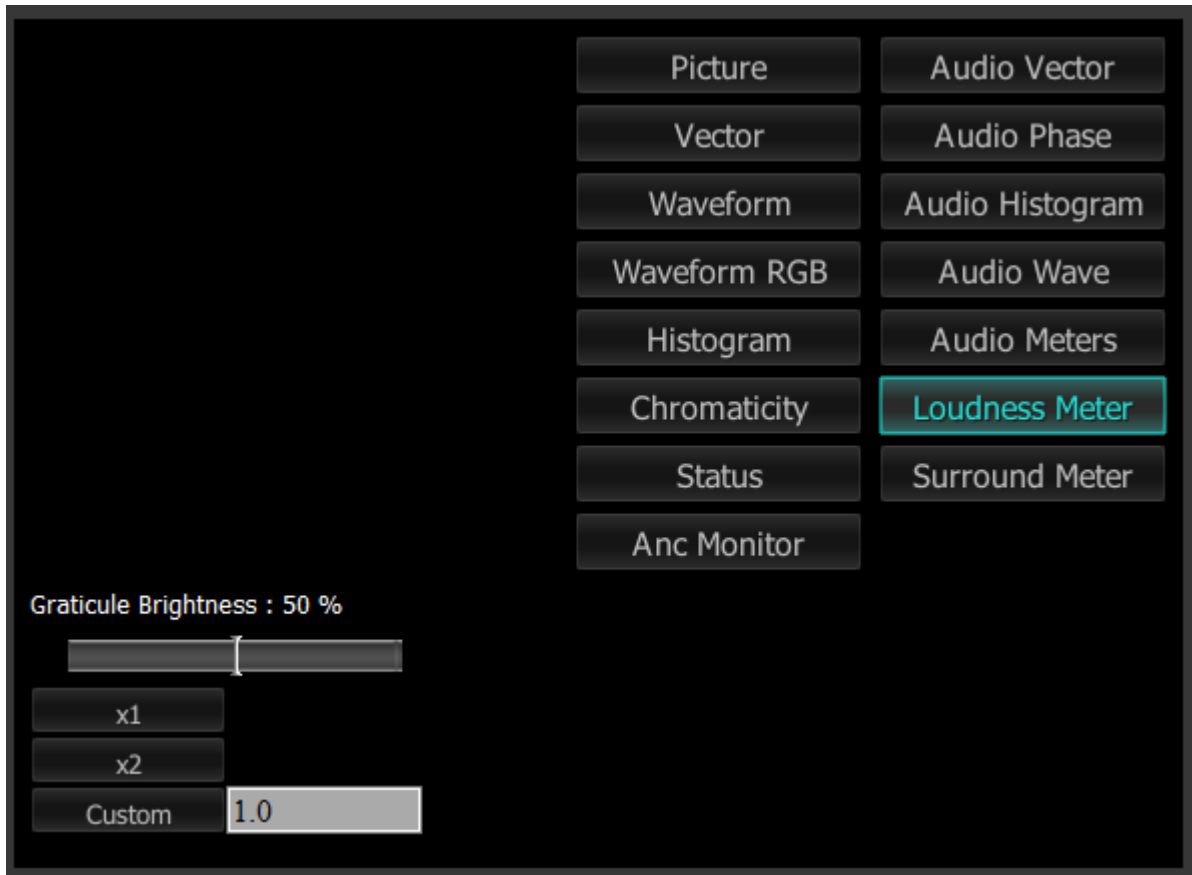 Picture
Audio Vector
Vector
Audio Phase
Waveform
Audio Histogram
Waveform RGB
Audio Wave
Histogram
Audio Meters
Chromaticity
Loudness Meter
Status
Surround Meter
Anc Monitor
Graticule Brightness : 50 %
x1
x2
Custom
1.0